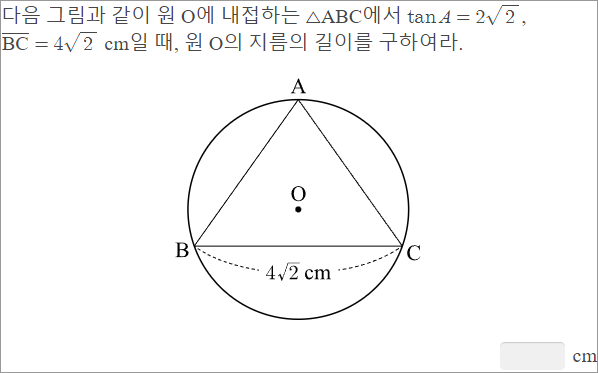 다음 그림과 같이 원 O에 내접하는 △ABC에서 tan A = 2√2 ,
BC = 4√2 cm일 때, 원 O의 지름의 길이를 구하여라.
A
O
B
C
4√2 cm
cm